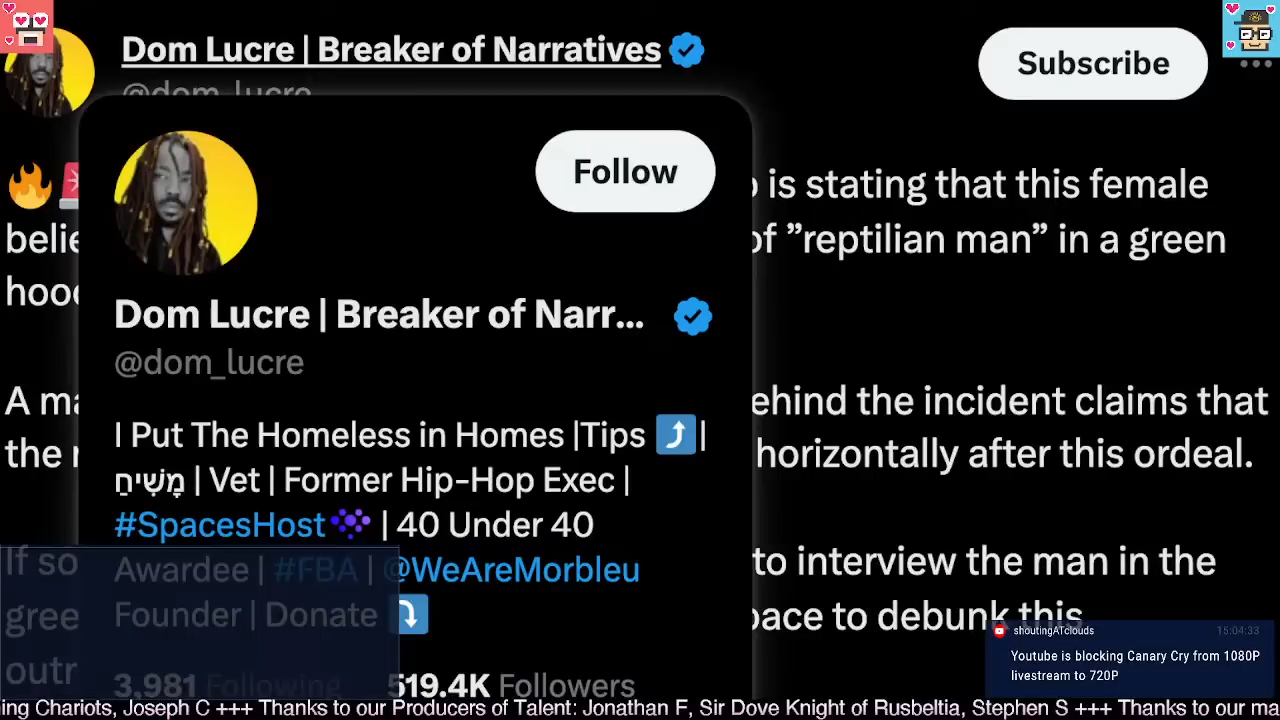 Dom Lucre | Breaker of Narratives
@dom_lucre
Subscribe
Follow
is stating that this female
of ”reptilian man” in a green
Dom Lucre | Breaker of Narr...
@dom_lucre
A
ehind the incident claims that
the
horizontally after this ordeal.
I Put The Homeless in Homes |Tips ⤴️|
מָשִׁיחַ | Vet | Former Hip-Hop Exec |
#SpacesHost | 40 Under 40
Awardee | #FBA | @WeAreMorbleu
Founder | Donate ⤵️
3,981 Following 519.4K Followers
If so
to interview the man in the
gree
pace to debunk this
outr
shoutingATclouds 15:04:33
Youtube is blocking Canary Cry from 1080P
livestream to 720P
ing Chariots, Joseph C +++ Thanks to our Producers of Talent: Jonathan F, Sir Dove Knight of Rusbeltia, Stephen S +++ Thanks to our ma